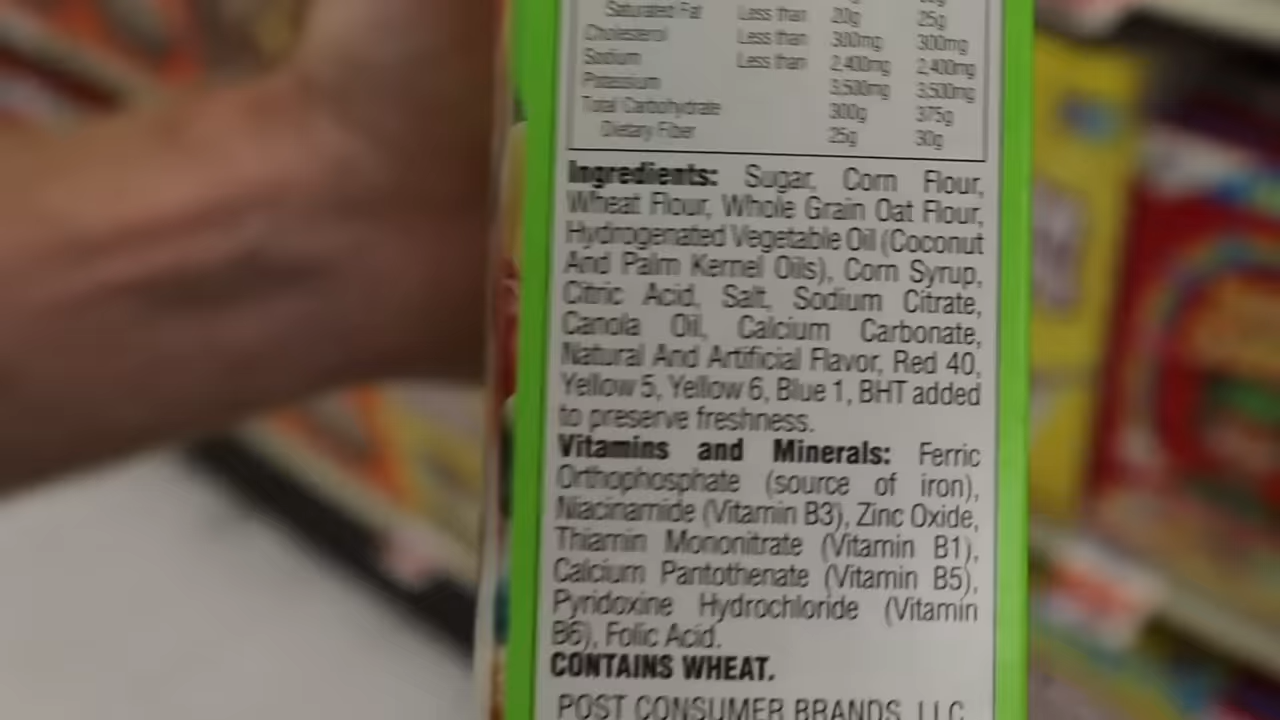 Saturated Fat Less than 20g 25g
Cholesterol Less than 300mg 300mg
Sodium Less than 2,400mg 2,400mg
Potassium 3,500mg 3,500mg
Total Carbohydrate 300g 375g
Dietary Fiber 25g 30g
Ingredients: Sugar, Corn Flour,
Wheat Flour, Whole Grain Oat Flour,
Hydrogenated Vegetable Oil (Coconut
And Palm Kernel Oils), Corn Syrup,
Citric Acid, Salt, Sodium Citrate,
Canola Oil, Calcium Carbonate,
Natural And Artificial Flavor, Red 40,
Yellow 5, Yellow 6, Blue 1, BHT added
to preserve freshness.
Vitamins and Minerals: Ferric
Orthophosphate (source of iron),
Niacinamide (Vitamin B3), Zinc Oxide,
Thiamin Mononitrate (Vitamin B1),
Calcium Pantothenate (Vitamin B5),
Pyridoxine Hydrochloride (Vitamin
B6), Folic Acid.
CONTAINS WHEAT.
POST CONSUMER BRANDS, LLC